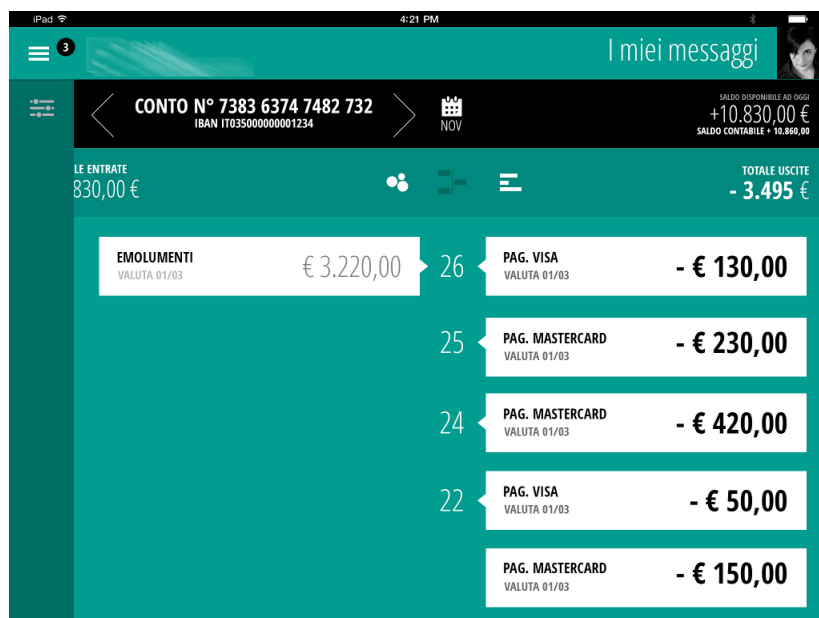 iPad 4:21 PM
3 I miei messaggi
CONTO N° 7383 6374 7482 732
IBAN IT035000000001234
NOV
SALDO DISPONIBILE AD OGGI
+10.830,00 €
SALDO CONTABILE + 10.860,00
LE ENTRATE
830,00 €
TOTALE USCITE
- 3.495 €
EMOLUMENTI
VALUTA 01/03
€ 3.220,00
26
PAG. VISA
VALUTA 01/03
- € 130,00
25
PAG. MASTERCARD
VALUTA 01/03
- € 230,00
24
PAG. MASTERCARD
VALUTA 01/03
- € 420,00
22
PAG. VISA
VALUTA 01/03
- € 50,00
PAG. MASTERCARD
VALUTA 01/03
- € 150,00